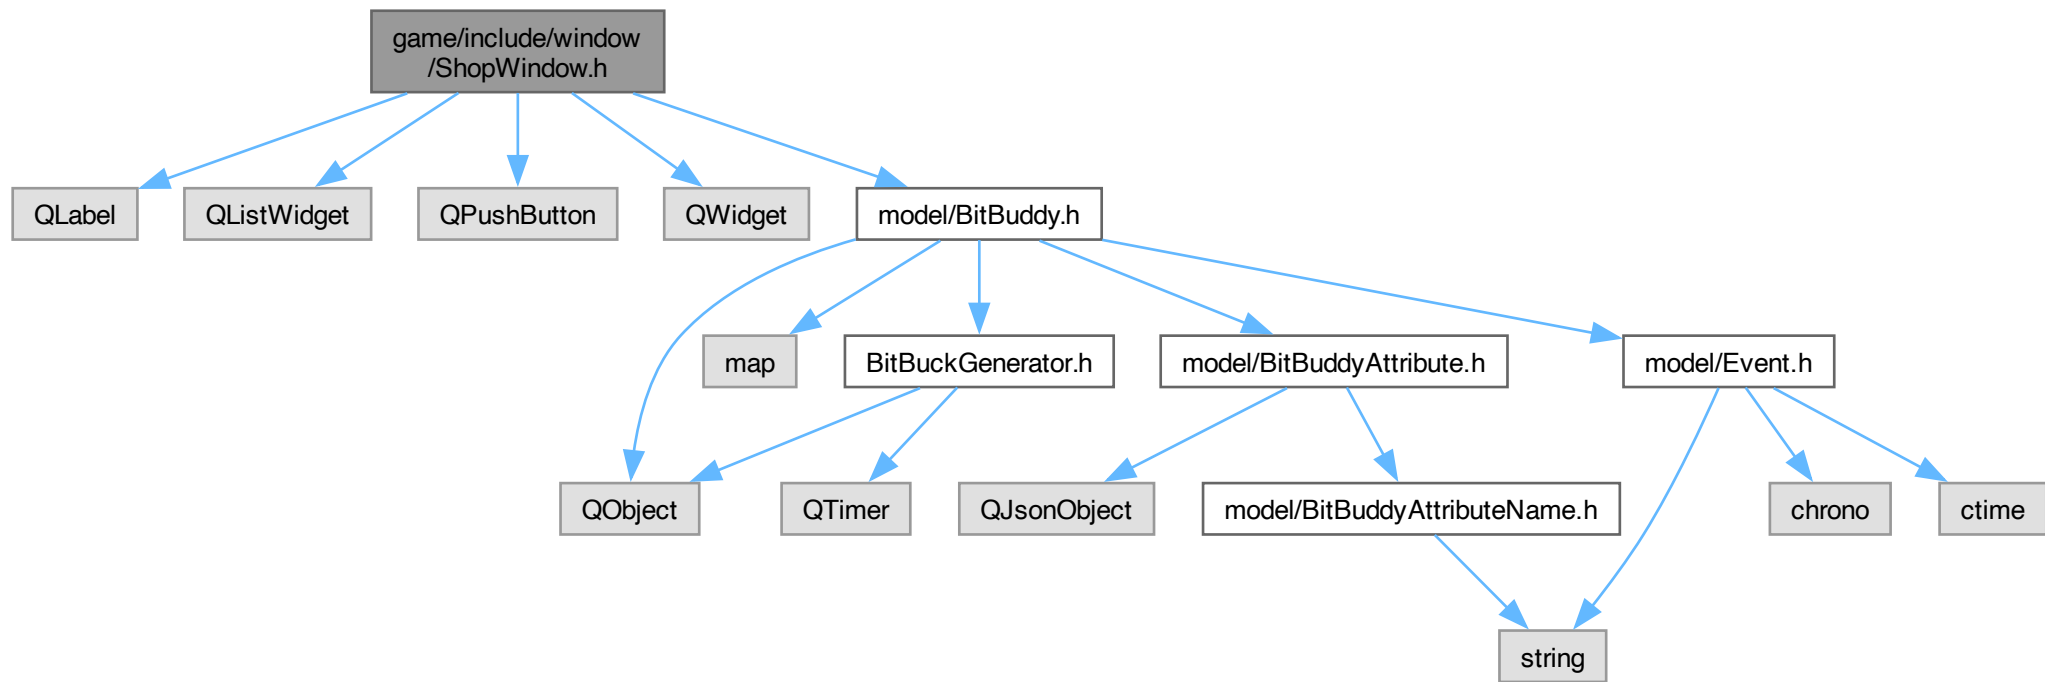 game/include/window
/ShopWindow.h
QLabel
QListWidget
QPushButton
QWidget
model/BitBuddy.h
map
BitBuckGenerator.h
model/BitBuddyAttribute.h
model/Event.h
QObject
QTimer
QJsonObject
model/BitBuddyAttributeName.h
chrono
ctime
string